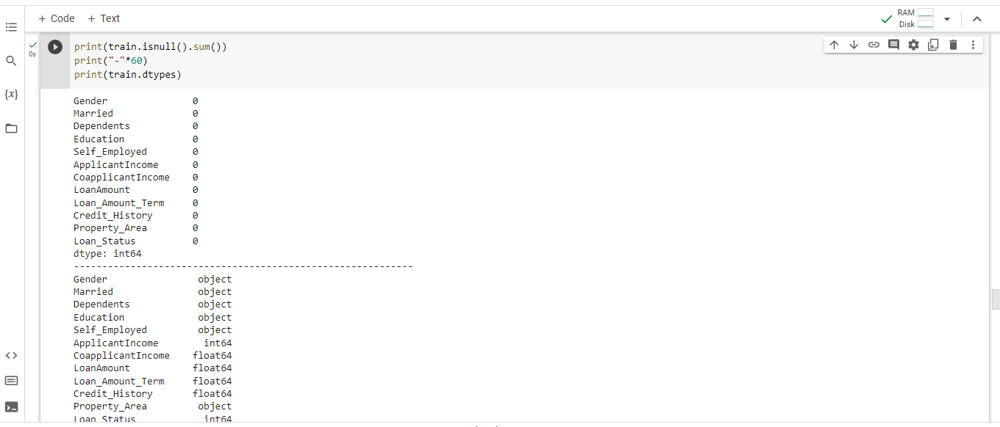 + Code + Text
RAM
Disk
0s
{x}
print(train.isnull().sum())
print("-"*60)
print(train.dtypes)
Gender 0
Married 0
Dependents 0
Education 0
Self_Employed 0
ApplicantIncome 0
CoapplicantIncome 0
LoanAmount 0
Loan_Amount_Term 0
Credit_History 0
Property_Area 0
Loan_Status 0
dtype: int64
------------------------------------------------------------
Gender object
Married object
Dependents object
Education object
Self_Employed object
ApplicantIncome int64
CoapplicantIncome float64
LoanAmount float64
Loan_Amount_Term float64
Credit_History float64
Property_Area object
Loan_Status int64